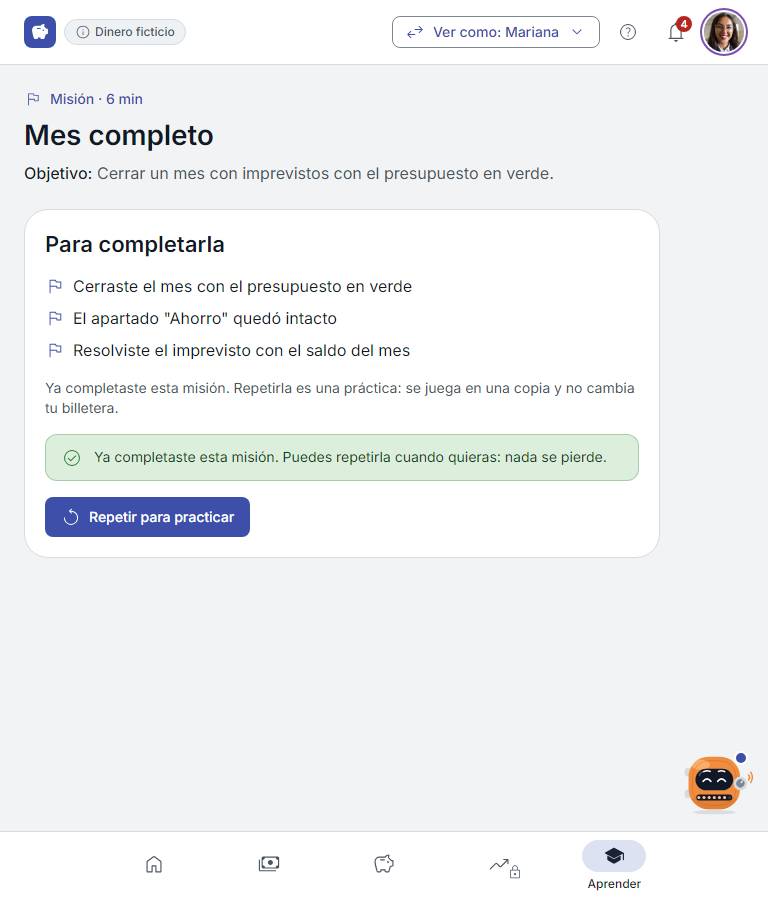 Dinero ficticio
Ver como: Mariana
4
Misión · 6 min
Mes completo
Objetivo: Cerrar un mes con imprevistos con el presupuesto en verde.
Para completarla
Cerraste el mes con el presupuesto en verde
El apartado "Ahorro" quedó intacto
Resolviste el imprevisto con el saldo del mes
Ya completaste esta misión. Repetirla es una práctica: se juega en una copia y no cambia
tu billetera.
Ya completaste esta misión. Puedes repetirla cuando quieras: nada se pierde.
Repetir para practicar
Aprender